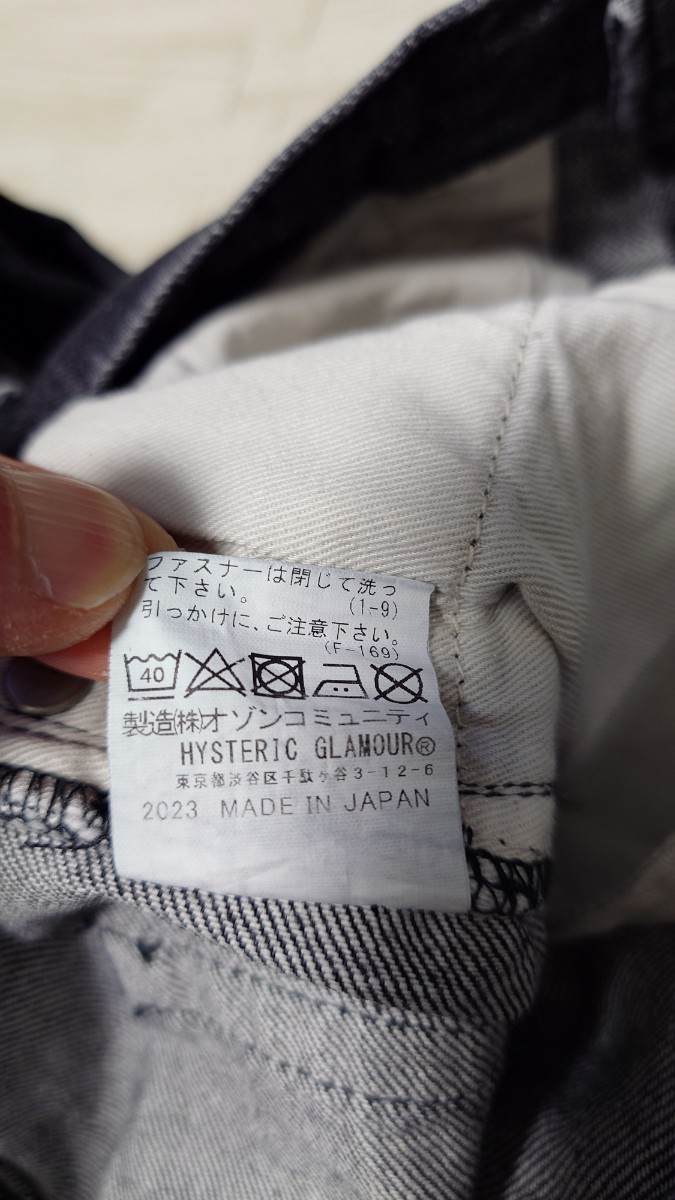 ファスナーは閉じて洗っ
て下さい。 (1-9)
引っかけに、ご注意下さい。
(F-169)
40
製造(株)オゾンコミュニティ
HYSTERIC GLAMOUR®
東京都渋谷区千駄ヶ谷3-12-6
2023 MADE IN JAPAN